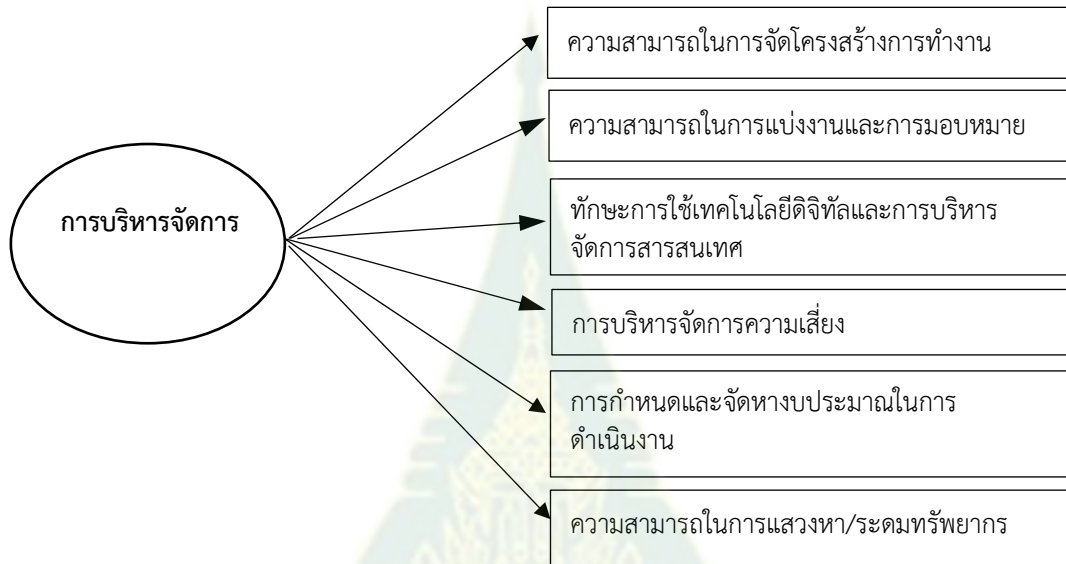 ความสามารถในการจัดโครงสร้างการทำงาน
ความสามารถในการแบ่งงานและการมอบหมาย
การบริหารจัดการ
ทักษะการใช้เทคโนโลยีดิจิทัลและการบริหาร
จัดการสารสนเทศ
การบริหารจัดการความเสี่ยง
การกำหนดและจัดหางบประมาณในการ
ดำเนินงาน
ความสามารถในการแสวงหา/ระดมทรัพยากร